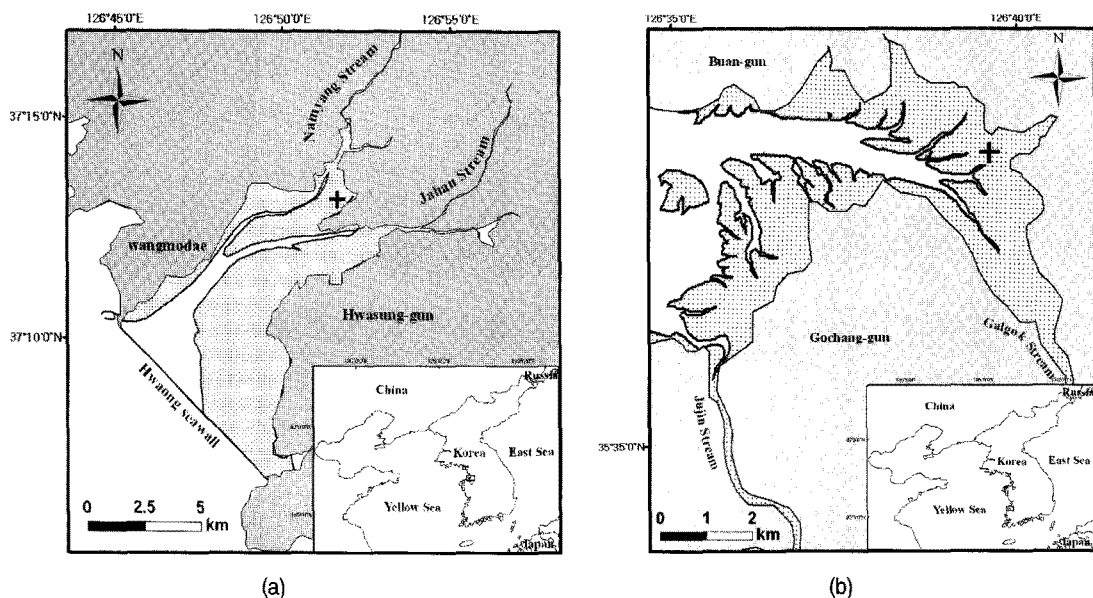 126°45'0"E
126°50'0"E
126°55'0"E
N
Namyang Stream
Jahan Stream
37°15'0"N
wangmodae
37°10'0"N
Hwasung-gun
Hwaong seawall
China
Russia
Korea
East Sea
Yellow Sea
Japan
0 2.5 5
km
(a)
126°35'0"E
126°40'0"E
N
Buan-gun
Gochang-gun
Galgok Stream
Jujin Stream
35°35'0"N
China
Russia
Korea
East Sea
Yellow Sea
Japan
0 1 2
km
(b)